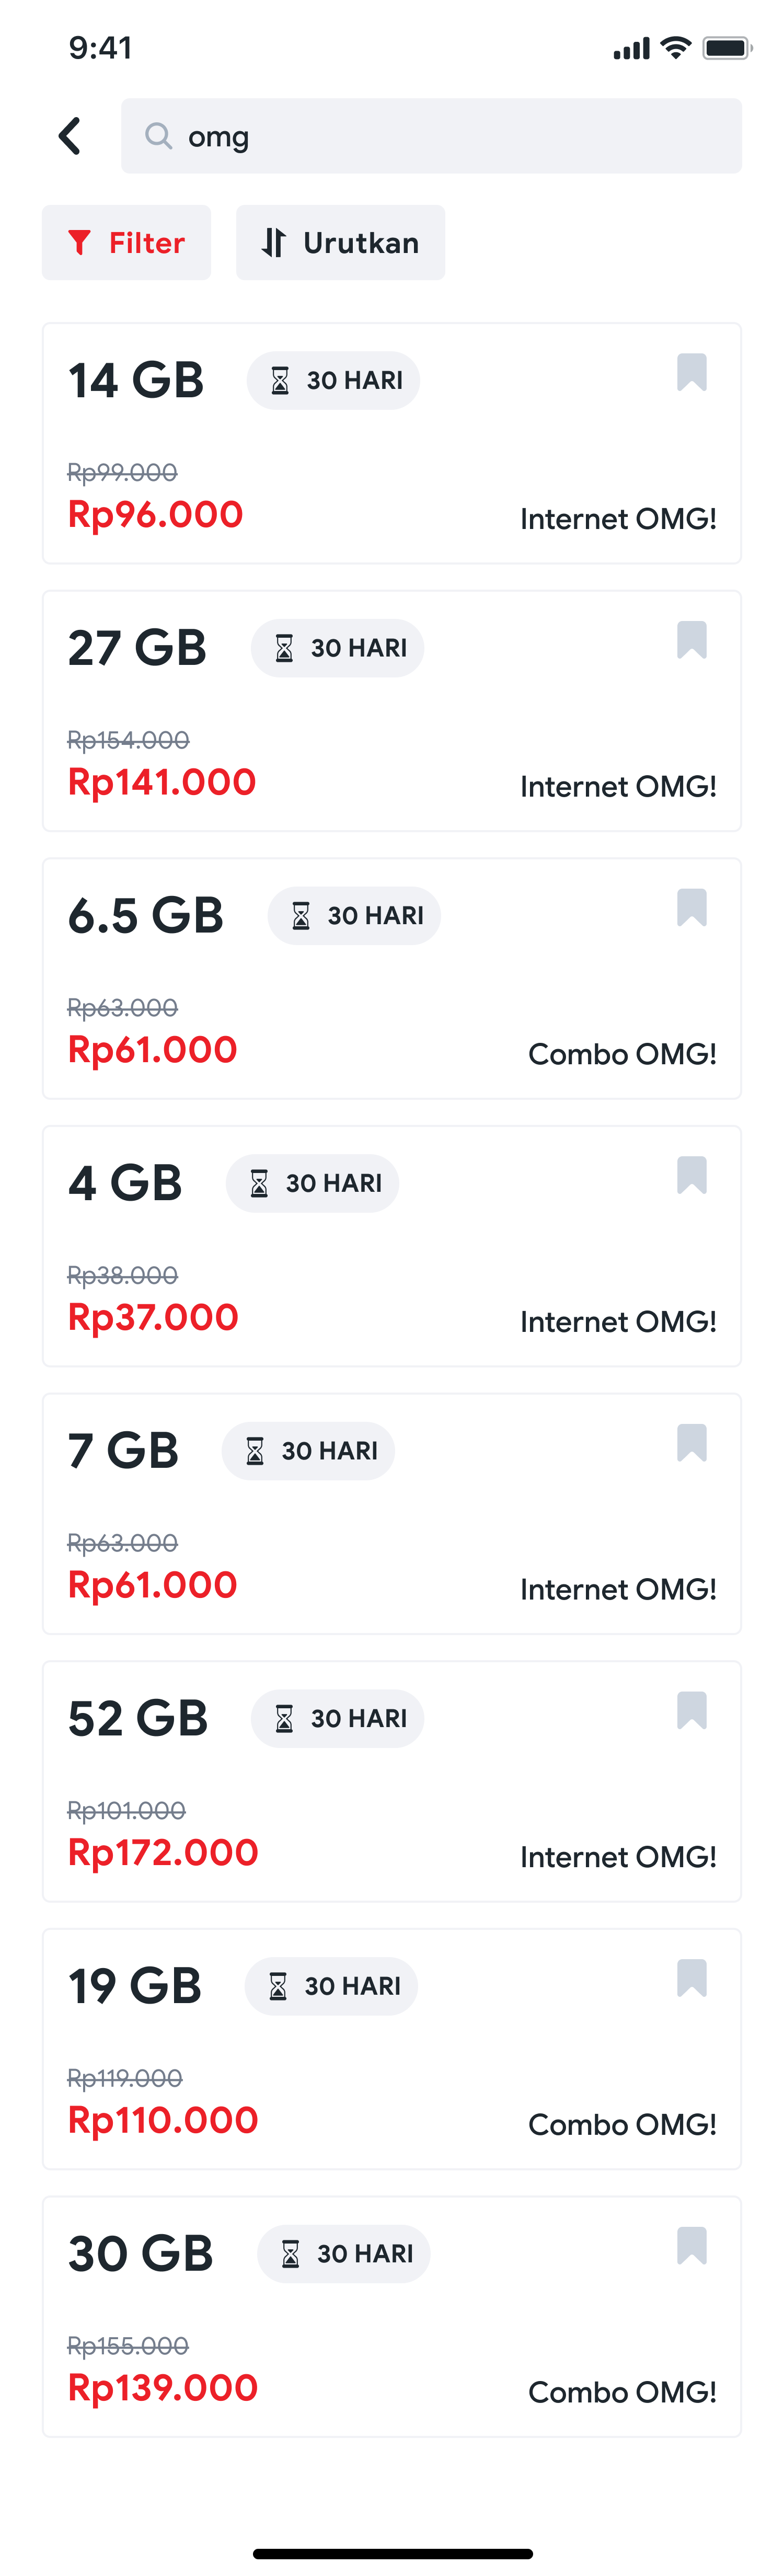 9:41
omg
Filter
Urutkan
14 GB
30 HARI
Rp99.000
Rp96.000
Internet OMG!
27 GB
30 HARI
Rp154.000
Rp141.000
Internet OMG!
6.5 GB
30 HARI
Rp63.000
Rp61.000
Combo OMG!
4 GB
30 HARI
Rp38.000
Rp37.000
Internet OMG!
7 GB
30 HARI
Rp63.000
Rp61.000
Internet OMG!
52 GB
30 HARI
Rp101.000
Rp172.000
Internet OMG!
19 GB
30 HARI
Rp119.000
Rp110.000
Combo OMG!
30 GB
30 HARI
Rp155.000
Rp139.000
Combo OMG!